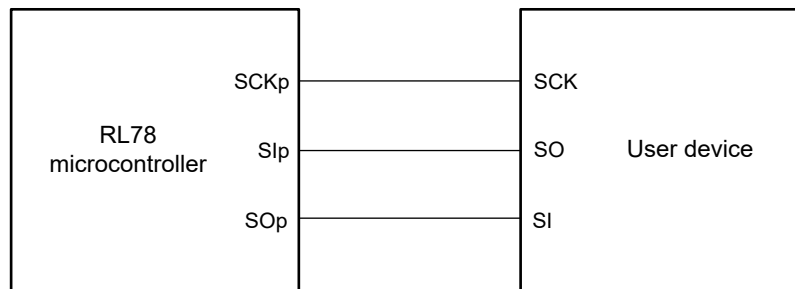 SCKp
SCK
RL78
microcontroller
SIp
SO
User device
SOp
SI